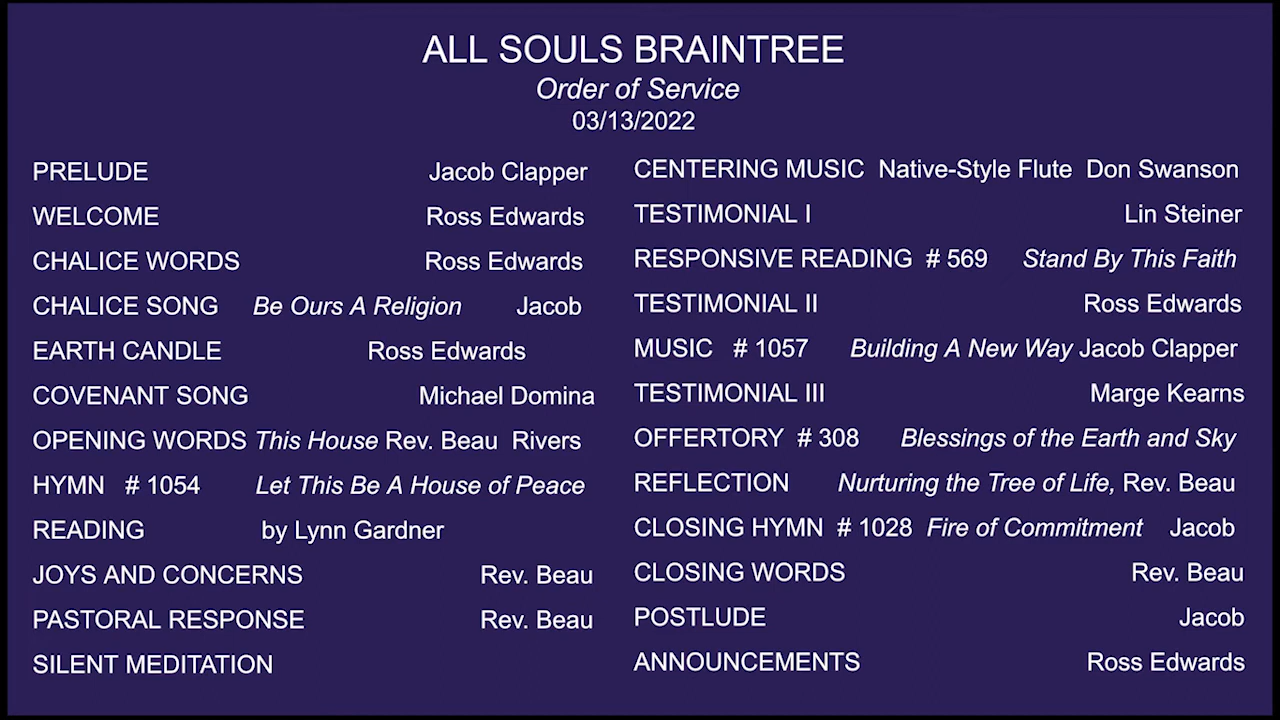 ALL SOULS BRAINTREE
Order of Service
03/13/2022
PRELUDE Jacob Clapper
WELCOME Ross Edwards
CHALICE WORDS Ross Edwards
CHALICE SONG Be Ours A Religion Jacob
EARTH CANDLE Ross Edwards
COVENANT SONG Michael Domina
OPENING WORDS This House Rev. Beau Rivers
HYMN # 1054 Let This Be A House of Peace
READING by Lynn Gardner
JOYS AND CONCERNS Rev. Beau
PASTORAL RESPONSE Rev. Beau
SILENT MEDITATION
CENTERING MUSIC Native-Style Flute Don Swanson
TESTIMONIAL I Lin Steiner
RESPONSIVE READING # 569 Stand By This Faith
TESTIMONIAL II Ross Edwards
MUSIC # 1057 Building A New Way Jacob Clapper
TESTIMONIAL III Marge Kearns
OFFERTORY # 308 Blessings of the Earth and Sky
REFLECTION Nurturing the Tree of Life, Rev. Beau
CLOSING HYMN # 1028 Fire of Commitment Jacob
CLOSING WORDS Rev. Beau
POSTLUDE Jacob
ANNOUNCEMENTS Ross Edwards